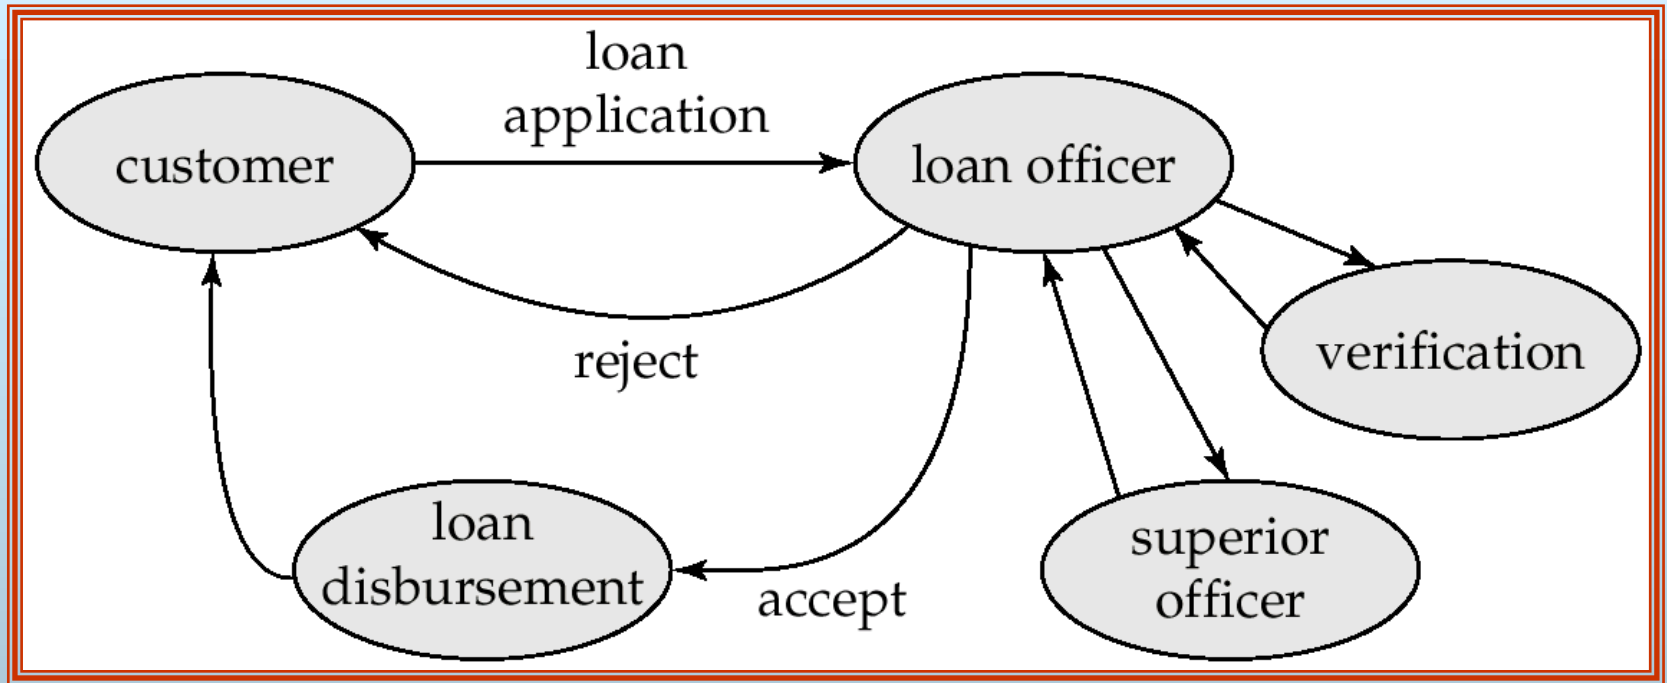 loan
application
customer
loan officer
reject
verification
loan
disbursement
accept
superior
officer